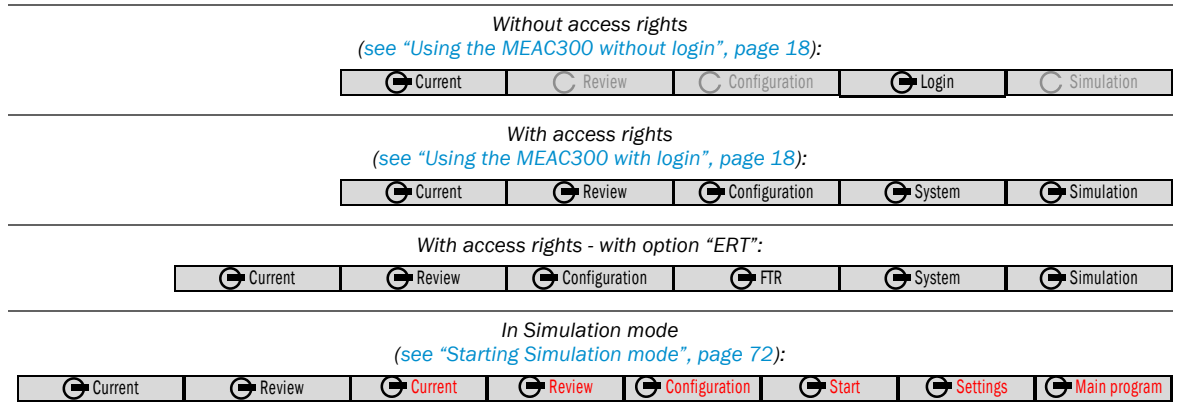 Without access rights
(see “Using the MEAC300 without login”, page 18):
Current Review Configuration Login Simulation
With access rights
(see “Using the MEAC300 with login”, page 18):
Current Review Configuration System Simulation
With access rights - with option “ERT”:
Current Review Configuration FTR System Simulation
In Simulation mode
(see “Starting Simulation mode”, page 72):
Current Review Current Review Configuration Start Settings Main program